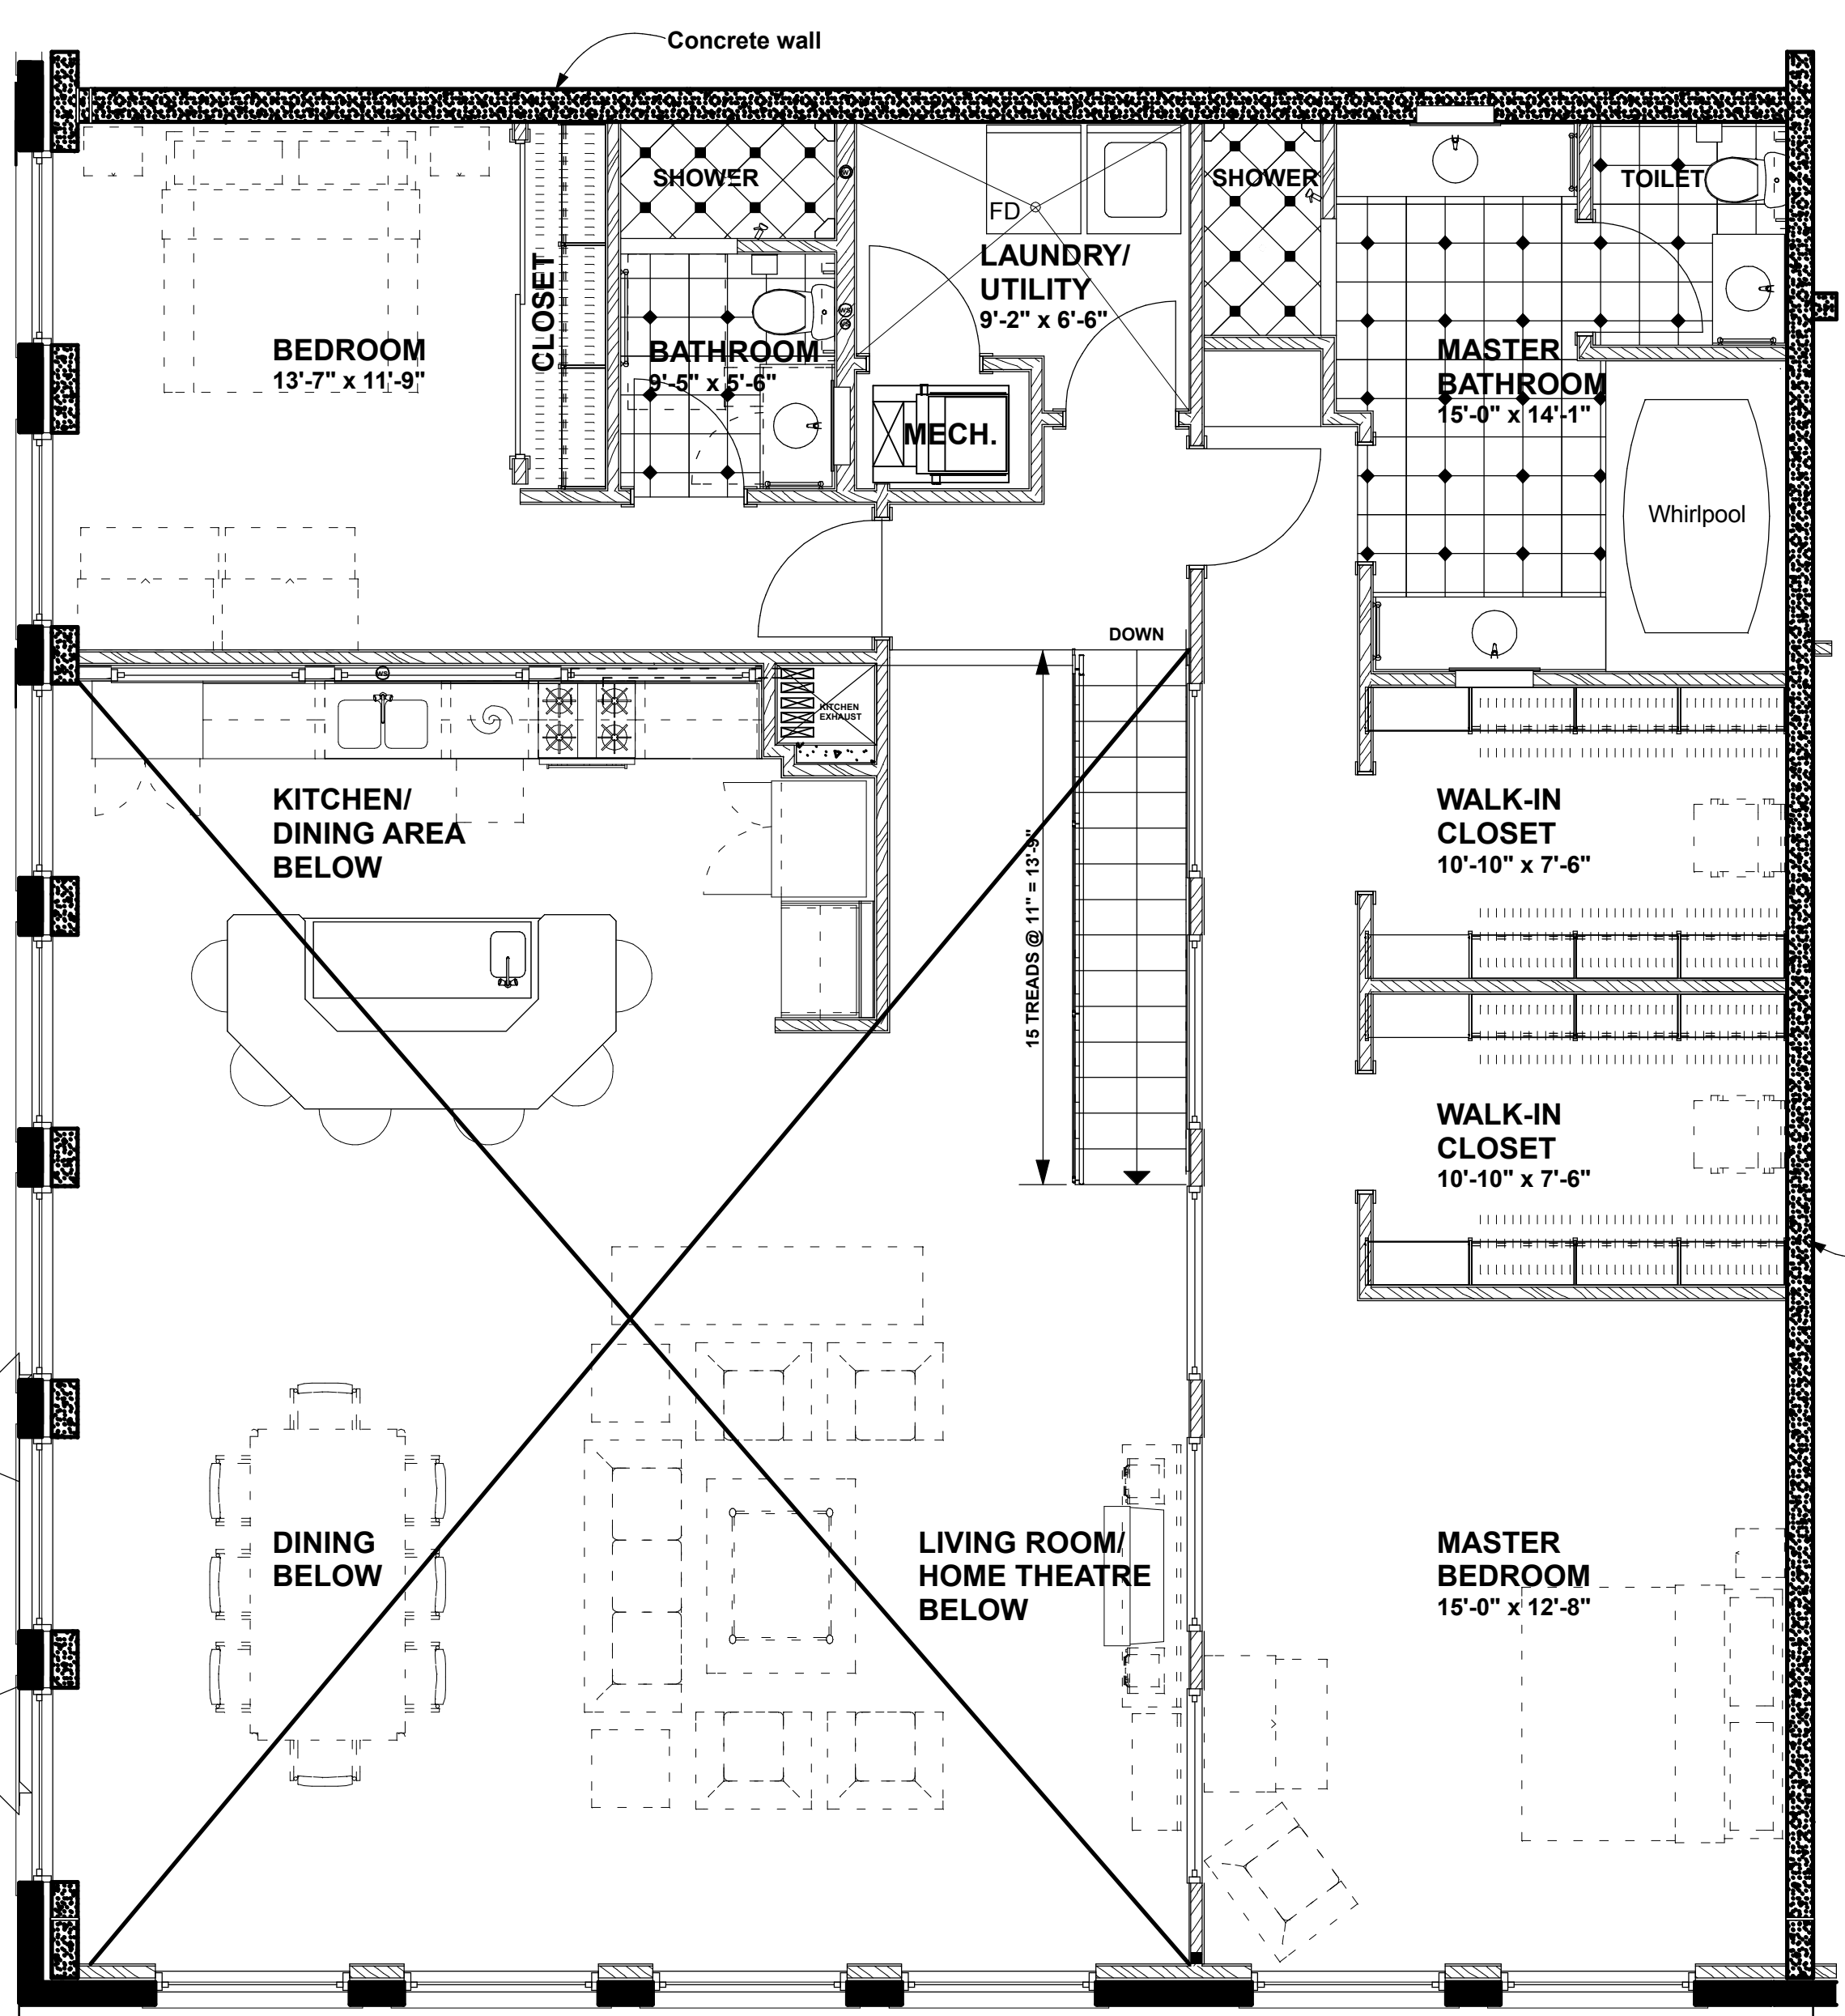 Concrete wall
SHOWER
SHOWER
TOILET
FD
LAUNDRY/
UTILITY
9'-2" x 6'-6"
CLOSET
BEDROOM
13'-7" x 11'-9"
BATHROOM
9'-5" x 5'-6"
MASTER
BATHROOM
15'-0" x 14'-1"
MECH.
Whirlpool
DOWN
WS
KITCHEN
EXHAUST
KITCHEN/
DINING AREA
BELOW
15 TREADS @ 11" = 13'-9"
WALK-IN
CLOSET
10'-10" x 7'-6"
WALK-IN
CLOSET
10'-10" x 7'-6"
DINING
BELOW
LIVING ROOM/
HOME THEATRE
BELOW
MASTER
BEDROOM
15'-0" x 12'-8"